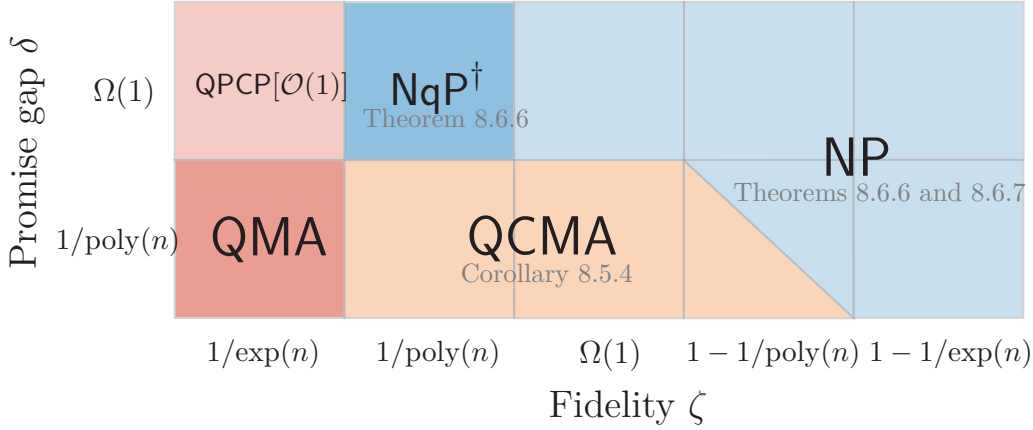 Promise gap δ
Ω(1)
1/poly(n)
QPCP[𝒪(1)]
NqP†
Theorem 8.6.6
NP
Theorems 8.6.6 and 8.6.7
QMA
QCMA
Corollary 8.5.4
1/exp(n)
1/poly(n)
Ω(1)
1 − 1/poly(n)
1 − 1/exp(n)
Fidelity ζ